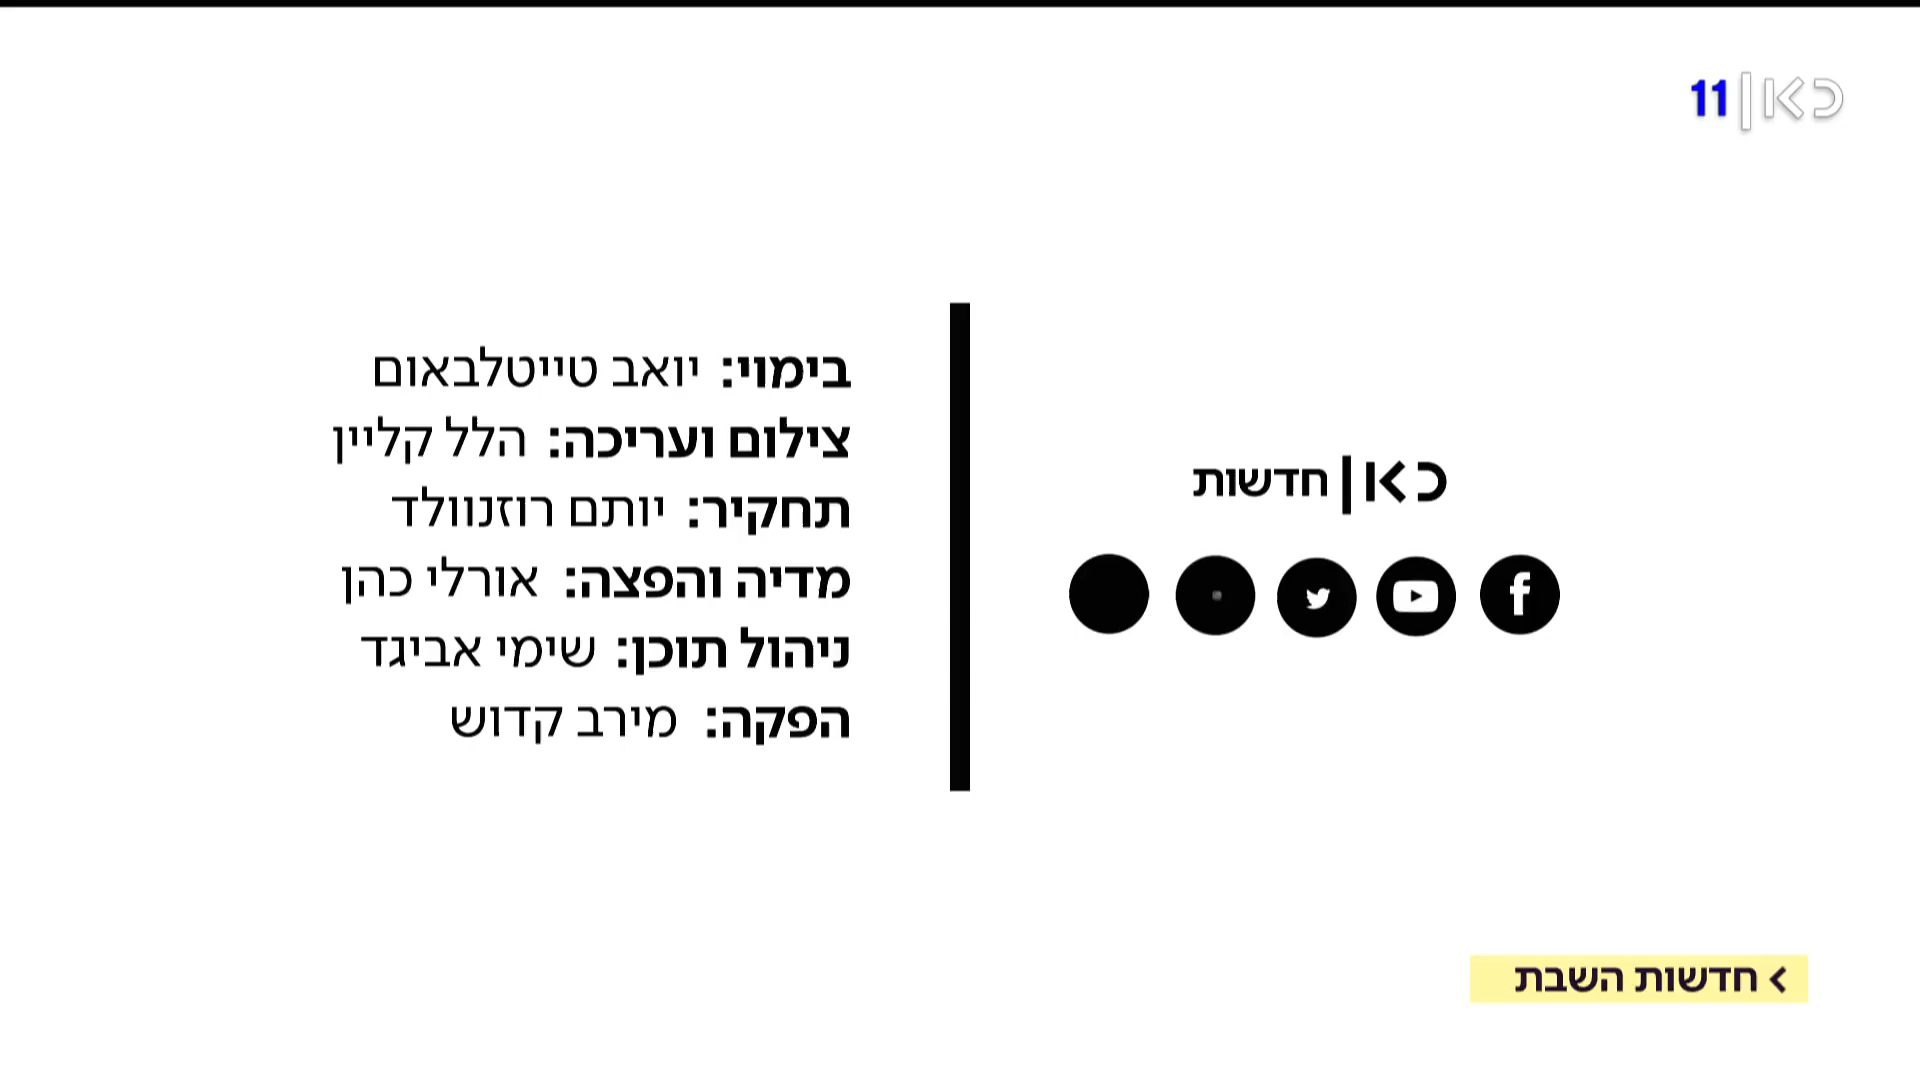 כאן 11
בימוי: יואב טייטלבאום
צילום ועריכה: הלל קליין
תחקיר: יותם רוזנוולד
מדיה והפצה: אורלי כהן
ניהול תוכן: שימי אביגד
הפקה: מירב קדוש
כאן חדשות
חדשות השבת